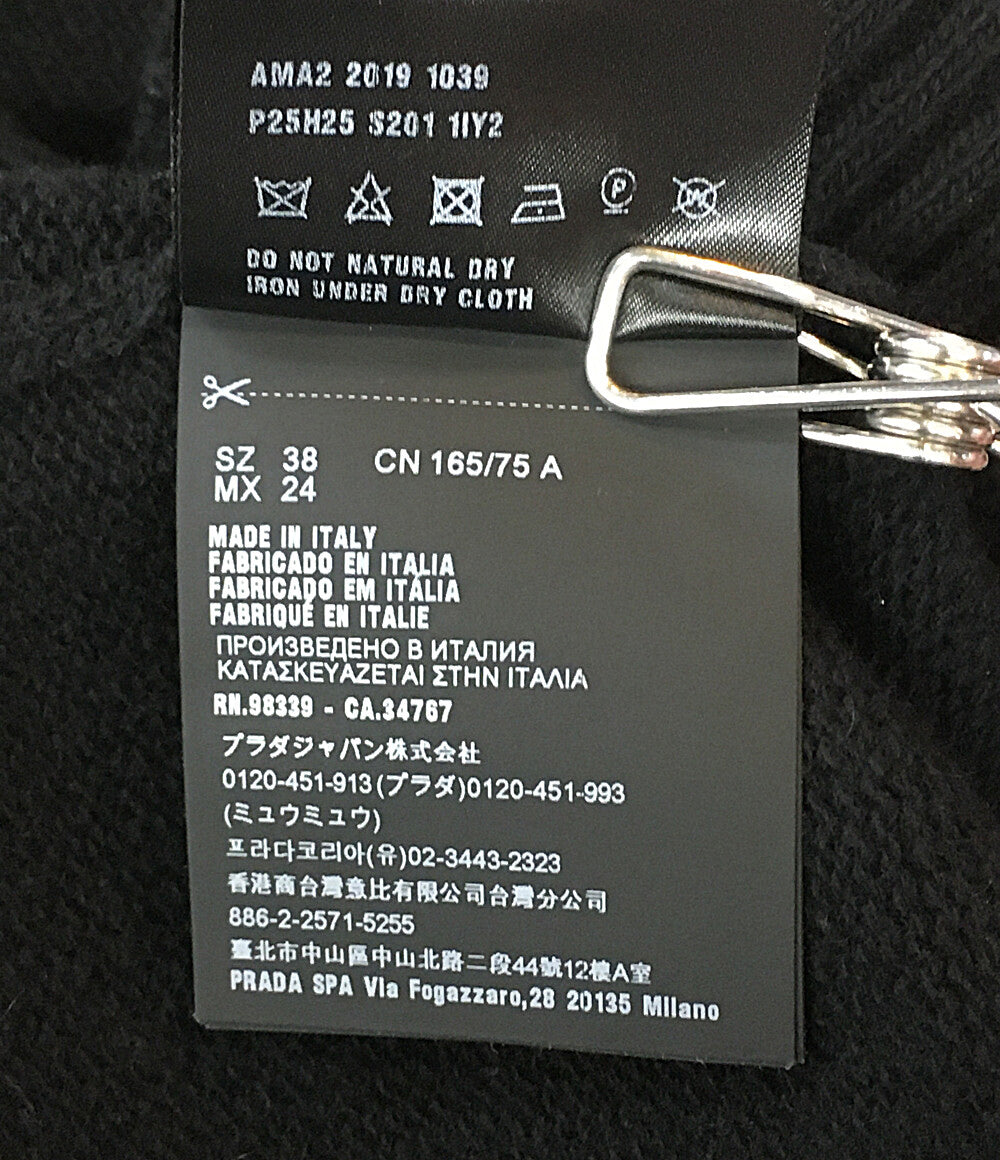 AMA2 2019 1039
P25H25 S201 1IY2
P
W
DO NOT NATURAL DRY
IRON UNDER DRY CLOTH
SZ 38 CN 165/75 A
MX 24
MADE IN ITALY
FABRICADO EN ITALIA
FABRICADO EM ITÁLIA
FABRIQUÉ EN ITALIE
ПРОИЗВЕДЕНО В ИТАЛИЯ
ΚΑΤΑΣΚΕΥΑΖΕΤΑΙ ΣΤΗΝ ΙΤΑΛΙΑ
RN.98339 - CA.34767
プラダジャパン株式会社
0120-451-913(プラダ)0120-451-993
(ミュウミュウ)
프라다코리아(유)02-3443-2323
香港商台灣意比有限公司台灣分公司
886-2-2571-5255
臺北市中山區中山北路二段44號12樓A室
PRADA SPA Via Fogazzaro,28 20135 Milano